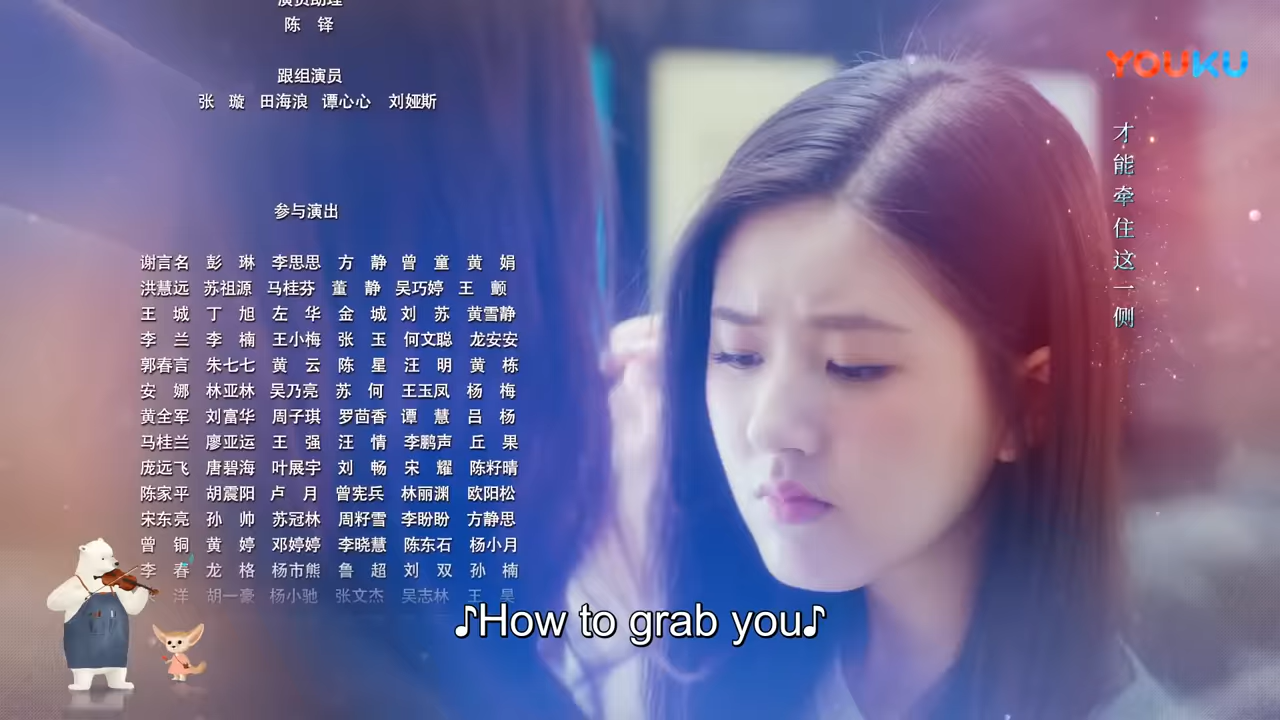 演员助理
陈 铎
跟组演员
张 璇 田海浪 谭心心 刘娅斯
参与演出
谢言名 彭 琳 李思思 方 静 曾 童 黄 娟
洪慧远 苏祖源 马桂芬 董 静 吴巧婷 王 颤
王 城 丁 旭 左 华 金 城 刘 苏 黄雪静
李 兰 李 楠 王小梅 张 玉 何文聪 龙安安
郭春言 朱七七 黄 云 陈 星 汪 明 黄 栋
安 娜 林亚林 吴乃亮 苏 何 王玉凤 杨 梅
黄全军 刘富华 周子琪 罗茴香 谭 慧 吕 杨
马桂兰 廖亚运 王 强 汪 情 李鹏声 丘 果
庞远飞 唐碧海 叶展宇 刘 畅 宋 耀 陈籽晴
陈家平 胡震阳 卢 月 曾宪兵 林丽渊 欧阳松
宋东亮 孙 帅 苏冠林 周籽雪 李盼盼 方静思
曾 铜 黄 婷 邓婷婷 李晓慧 陈东石 杨小月
李 春 龙 格 杨市熊 鲁 超 刘 双 孙 楠
洋 胡一豪 杨小驰 张文杰 吴志林 王 昊
YOUKU
才能牵住这一侧
♪How to grab you♪